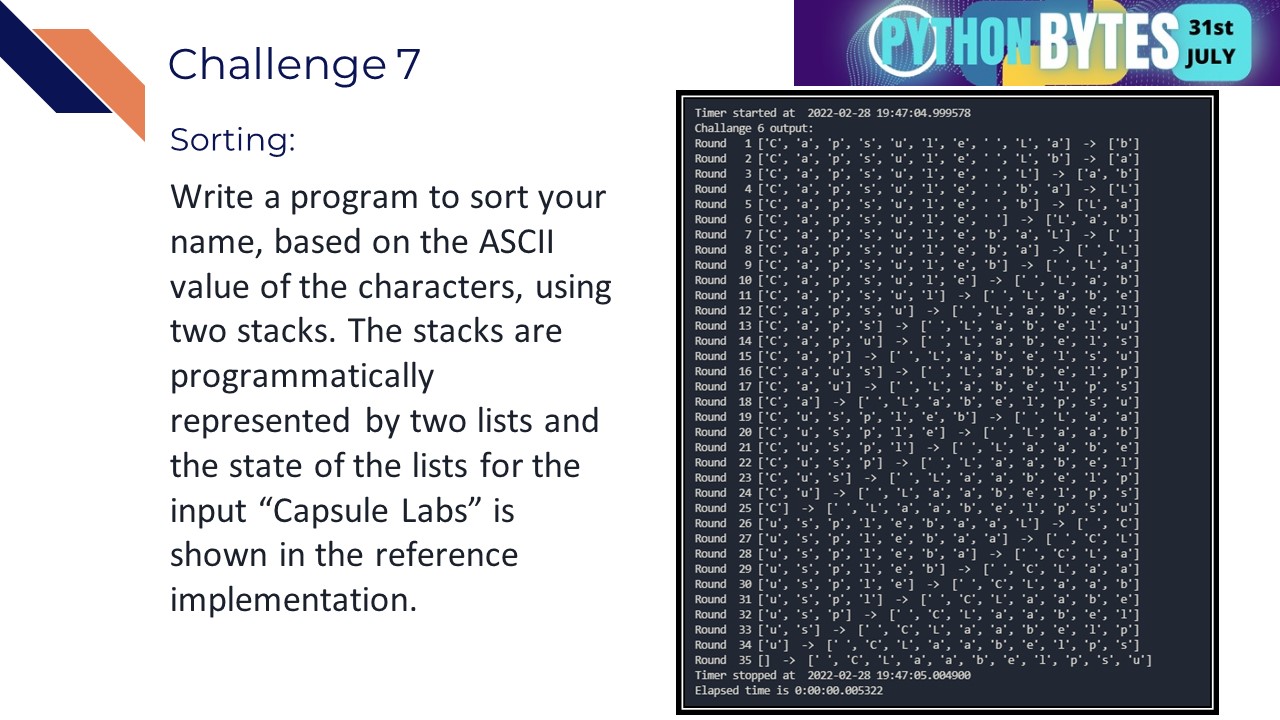 Challenge 7
PYTHON BYTES 31st JULY
Sorting:
Write a program to sort your
name, based on the ASCII
value of the characters, using
two stacks. The stacks are
programmatically
represented by two lists and
the state of the lists for the
input “Capsule Labs” is
shown in the reference
implementation.
Timer started at  2022-02-28 19:47:04.999578
Challange 6 output:
Round   1 ['C', 'a', 'p', 's', 'u', 'l', 'e', ' ', 'L', 'a']  ->  ['b']
Round   2 ['C', 'a', 'p', 's', 'u', 'l', 'e', ' ', 'L', 'b']  ->  ['a']
Round   3 ['C', 'a', 'p', 's', 'u', 'l', 'e', ' ', 'L']  ->  ['a', 'b']
Round   4 ['C', 'a', 'p', 's', 'u', 'l', 'e', ' ', 'b', 'a']  ->  ['L']
Round   5 ['C', 'a', 'p', 's', 'u', 'l', 'e', ' ', 'b']  ->  ['L', 'a']
Round   6 ['C', 'a', 'p', 's', 'u', 'l', 'e', ' ']  ->  ['L', 'a', 'b']
Round   7 ['C', 'a', 'p', 's', 'u', 'l', 'e', 'b', 'a', 'L']  ->  [' ']
Round   8 ['C', 'a', 'p', 's', 'u', 'l', 'e', 'b', 'a']  ->  [' ', 'L']
Round   9 ['C', 'a', 'p', 's', 'u', 'l', 'e', 'b']  ->  [' ', 'L', 'a']
Round  10 ['C', 'a', 'p', 's', 'u', 'l', 'e']  ->  [' ', 'L', 'a', 'b']
Round  11 ['C', 'a', 'p', 's', 'u', 'l']  ->  [' ', 'L', 'a', 'b', 'e']
Round  12 ['C', 'a', 'p', 's', 'u']  ->  [' ', 'L', 'a', 'b', 'e', 'l']
Round  13 ['C', 'a', 'p', 's']  ->  [' ', 'L', 'a', 'b', 'e', 'l', 'u']
Round  14 ['C', 'a', 'p', 'u']  ->  [' ', 'L', 'a', 'b', 'e', 'l', 's']
Round  15 ['C', 'a', 'p']  ->  [' ', 'L', 'a', 'b', 'e', 'l', 's', 'u']
Round  16 ['C', 'a', 'u', 's']  ->  [' ', 'L', 'a', 'b', 'e', 'l', 'p']
Round  17 ['C', 'a', 'u']  ->  [' ', 'L', 'a', 'b', 'e', 'l', 'p', 's']
Round  18 ['C', 'a']  ->  [' ', 'L', 'a', 'b', 'e', 'l', 'p', 's', 'u']
Round  19 ['C', 'u', 's', 'p', 'l', 'e', 'b']  ->  [' ', 'L', 'a', 'a']
Round  20 ['C', 'u', 's', 'p', 'l', 'e']  ->  [' ', 'L', 'a', 'a', 'b']
Round  21 ['C', 'u', 's', 'p', 'l']  ->  [' ', 'L', 'a', 'a', 'b', 'e']
Round  22 ['C', 'u', 's', 'p']  ->  [' ', 'L', 'a', 'a', 'b', 'e', 'l']
Round  23 ['C', 'u', 's']  ->  [' ', 'L', 'a', 'a', 'b', 'e', 'l', 'p']
Round  24 ['C', 'u']  ->  [' ', 'L', 'a', 'a', 'b', 'e', 'l', 'p', 's']
Round  25 ['C']  ->  [' ', 'L', 'a', 'a', 'b', 'e', 'l', 'p', 's', 'u']
Round  26 ['u', 's', 'p', 'l', 'e', 'b', 'a', 'a', 'L']  ->  [' ', 'C']
Round  27 ['u', 's', 'p', 'l', 'e', 'b', 'a', 'a']  ->  [' ', 'C', 'L']
Round  28 ['u', 's', 'p', 'l', 'e', 'b', 'a']  ->  [' ', 'C', 'L', 'a']
Round  29 ['u', 's', 'p', 'l', 'e', 'b']  ->  [' ', 'C', 'L', 'a', 'a']
Round  30 ['u', 's', 'p', 'l', 'e']  ->  [' ', 'C', 'L', 'a', 'a', 'b']
Round  31 ['u', 's', 'p', 'l']  ->  [' ', 'C', 'L', 'a', 'a', 'b', 'e']
Round  32 ['u', 's', 'p']  ->  [' ', 'C', 'L', 'a', 'a', 'b', 'e', 'l']
Round  33 ['u', 's']  ->  [' ', 'C', 'L', 'a', 'a', 'b', 'e', 'l', 'p']
Round  34 ['u']  ->  [' ', 'C', 'L', 'a', 'a', 'b', 'e', 'l', 'p', 's']
Round  35 []  ->  [' ', 'C', 'L', 'a', 'a', 'b', 'e', 'l', 'p', 's', 'u']
Timer stopped at  2022-02-28 19:47:05.004900
Elapsed time is 0:00:00.005322